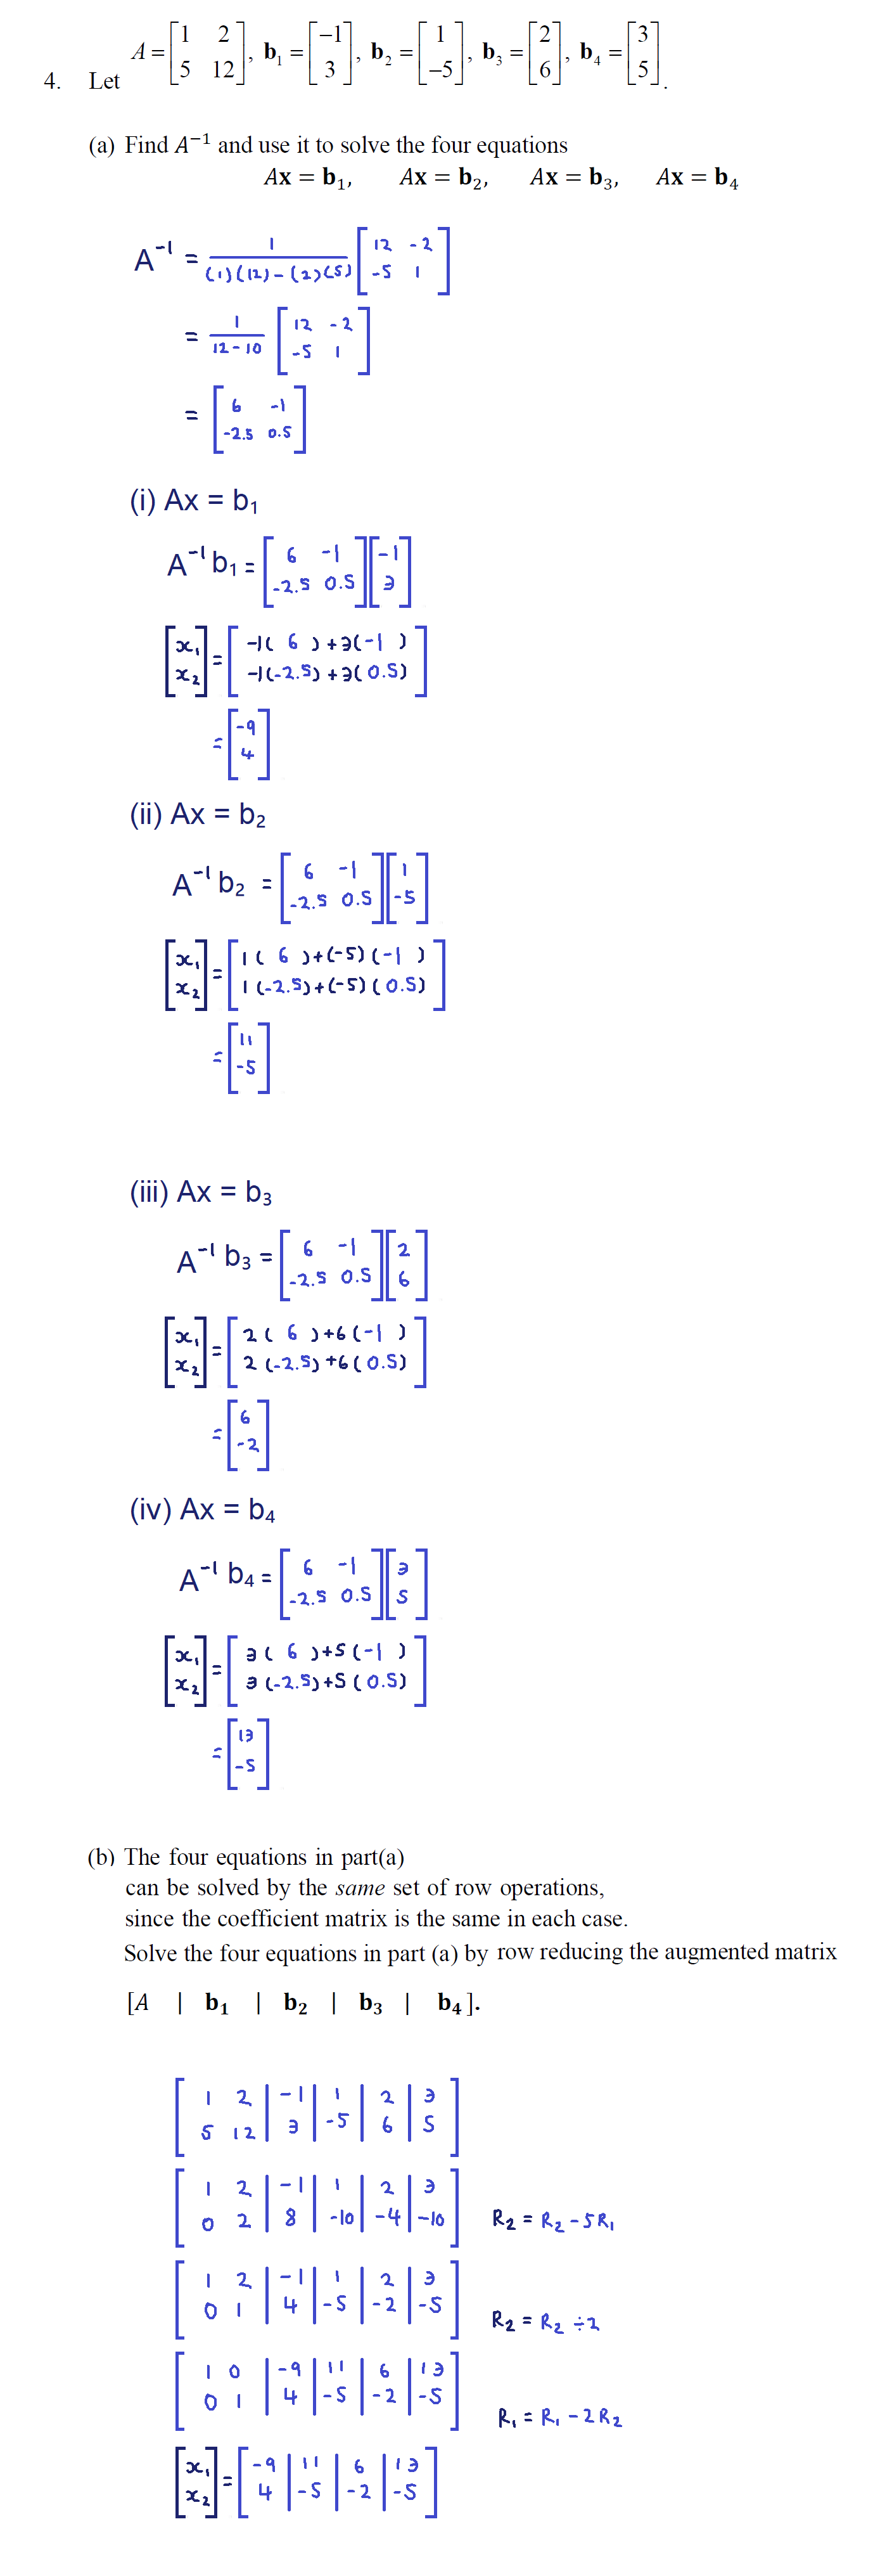 4. Let A = [1 2; 5 12], b₁ = [−1; 3], b₂ = [1; −5], b₃ = [2; 6], b₄ = [3; 5].
(a) Find A⁻¹ and use it to solve the four equations
Ax = b₁, Ax = b₂, Ax = b₃, Ax = b₄
A⁻¹ = 1/((1)(12) - (2)(5)) [12 -2; -5 1]
= 1/(12 - 10) [12 -2; -5 1]
= [6 -1; -2.5 0.5]
(i) Ax = b₁
A⁻¹ b₁ = [6 -1; -2.5 0.5] [-1; 3]
[x₁; x₂] = [-1(6) + 3(-1); -1(-2.5) + 3(0.5)]
= [-9; 4]
(ii) Ax = b₂
A⁻¹ b₂ = [6 -1; -2.5 0.5] [1; -5]
[x₁; x₂] = [1(6) + (-5)(-1); 1(-2.5) + (-5)(0.5)]
= [11; -5]
(iii) Ax = b₃
A⁻¹ b₃ = [6 -1; -2.5 0.5] [2; 6]
[x₁; x₂] = [2(6) + 6(-1); 2(-2.5) + 6(0.5)]
= [6; -2]
(iv) Ax = b₄
A⁻¹ b₄ = [6 -1; -2.5 0.5] [3; 5]
[x₁; x₂] = [3(6) + 5(-1); 3(-2.5) + 5(0.5)]
= [13; -5]
(b) The four equations in part(a)
can be solved by the same set of row operations,
since the coefficient matrix is the same in each case.
Solve the four equations in part (a) by row reducing the augmented matrix
[A | b₁ | b₂ | b₃ | b₄].
[1 2 | -1 | 1 | 2 | 3; 5 12 | 3 | -5 | 6 | 5]
[1 2 | -1 | 1 | 2 | 3; 0 2 | 8 | -10 | -4 | -10] R₂ = R₂ - 5R₁
[1 2 | -1 | 1 | 2 | 3; 0 1 | 4 | -5 | -2 | -5] R₂ = R₂ ÷ 2
[1 0 | -9 | 11 | 6 | 13; 0 1 | 4 | -5 | -2 | -5] R₁ = R₁ - 2R₂
[x₁; x₂] = [-9 | 11 | 6 | 13; 4 | -5 | -2 | -5]